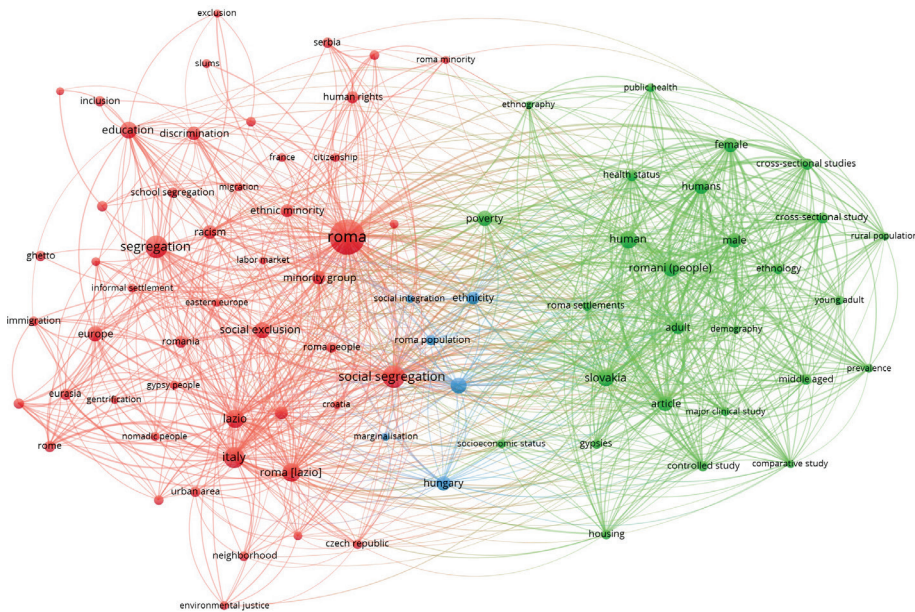 exclusion
serbia
slums
roma minority
public health
human rights
inclusion
ethnography
education
discrimination
female
france
citizenship
cross-sectional studies
health status
humans
school segregation
migration
ethnic minority
poverty
cross-sectional study
roma
racism
human
male
rural population
segregation
ghetto
labor market
romani (people)
ethnology
minority group
informal settlement
social integration
ethnicity
young adult
eastern europe
roma settlements
immigration
europe
social exclusion
adult
demography
romania
roma people
roma population
prevalence
social segregation
slovakia
middle aged
gypsy people
eurasia
gentrification
croatia
article
major clinical study
lazio
nomadic people
marginalisation
socioeconomic status
gypsies
rome
italy
controlled study
comparative study
roma [lazio]
hungary
urban area
housing
czech republic
neighborhood
environmental justice